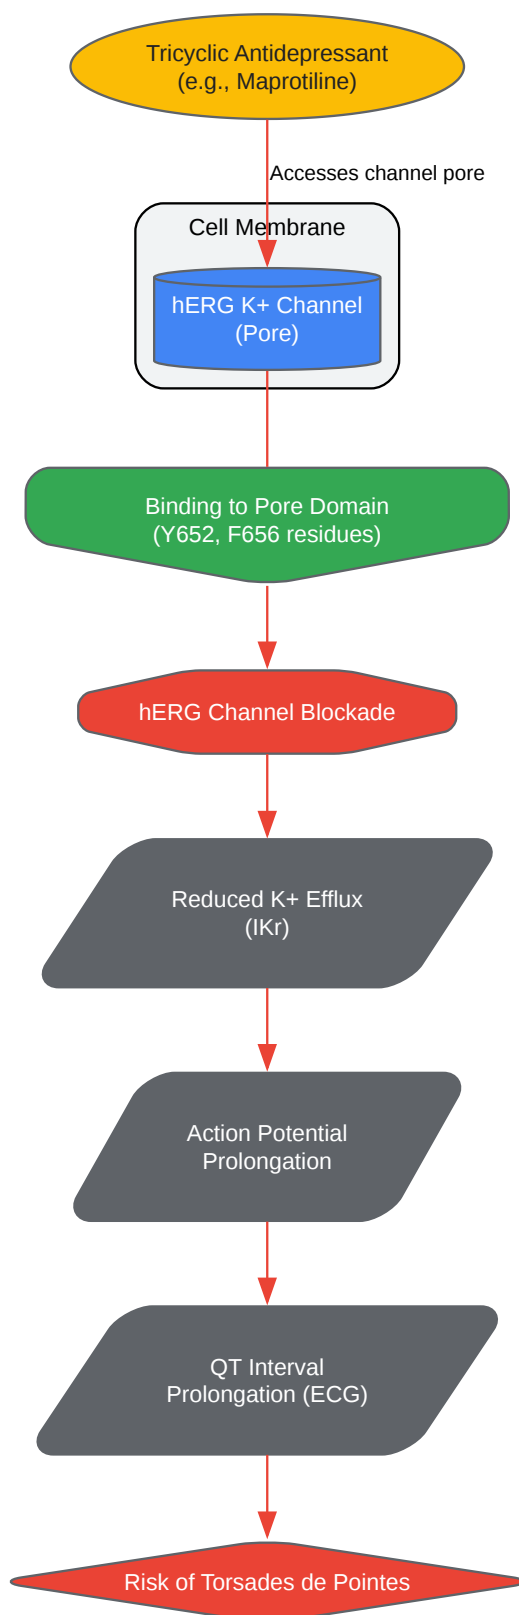 Tricyclic Antidepressant
(e.g., Maprotiline)
Accesses channel pore
Cell Membrane
hERG K+ Channel
(Pore)
Binding to Pore Domain
(Y652, F656 residues)
hERG Channel Blockade
Reduced K+ Efflux
(IKr)
Action Potential
Prolongation
QT Interval
Prolongation (ECG)
Risk of Torsades de Pointes